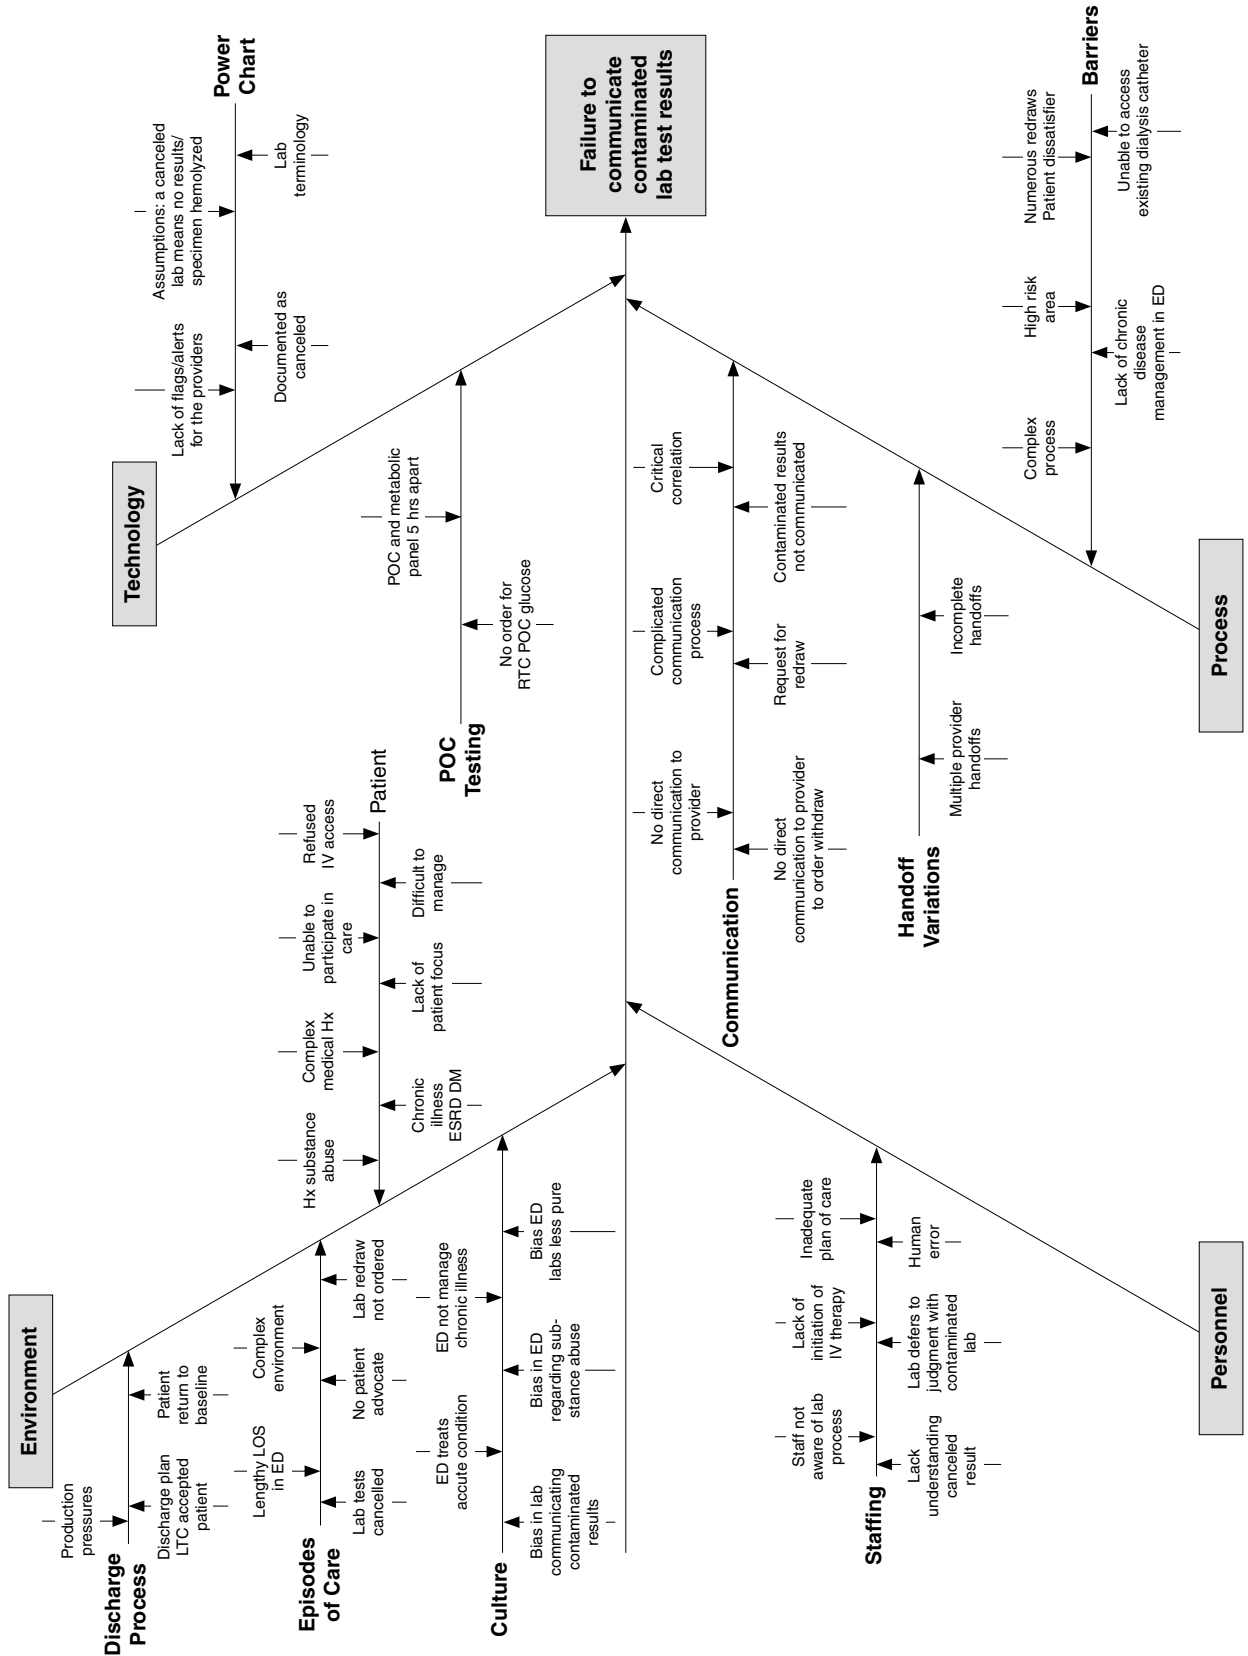 Environment
Technology
Production
pressures
Discharge
Process
Discharge plan
LTC accepted
patient
Patient
return to
baseline
Lengthy LOS
in ED
Complex
environment
Episodes
of Care
Lab tests
cancelled
No patient
advocate
Lab redraw
not ordered
Hx substance
abuse
Complex
medical Hx
Unable to
participate in
care
Refused
IV access
Patient
Chronic
illness
ESRD DM
Lack of
patient focus
Difficult to
manage
ED treats
accute condition
ED not manage
chronic illness
Culture
Bias in lab
communicating
contaminated
results
Bias in ED
regarding sub-
stance abuse
Bias ED
labs less pure
Lack of flags/alerts
for the providers
Assumptions: a canceled
lab means no results/
specimen hemolyzed
Power
Chart
Documented as
canceled
Lab
terminology
POC and metabolic
panel 5 hrs apart
POC
Testing
No order for
RTC POC glucose
Failure to
communicate
contaminated
lab test results
No direct
communication to
provider
Complicated
communication
process
Critical
correlation
Communication
No direct
communication to provider
to order withdraw
Request for
redraw
Contaminated results
not communicated
Handoff
Variations
Multiple provider
handoffs
Incomplete
handoffs
Staff not
aware of lab
process
Lack of
initiation of
IV therapy
Inadequate
plan of care
Staffing
Lack
understanding
canceled
result
Lab defers to
judgment with
contaminated
lab
Human
error
Complex
process
High risk
area
Numerous redraws
Patient dissatisfier
Barriers
Lack of chronic
disease
management in ED
Unable to access
existing dialysis catheter
Personnel
Process